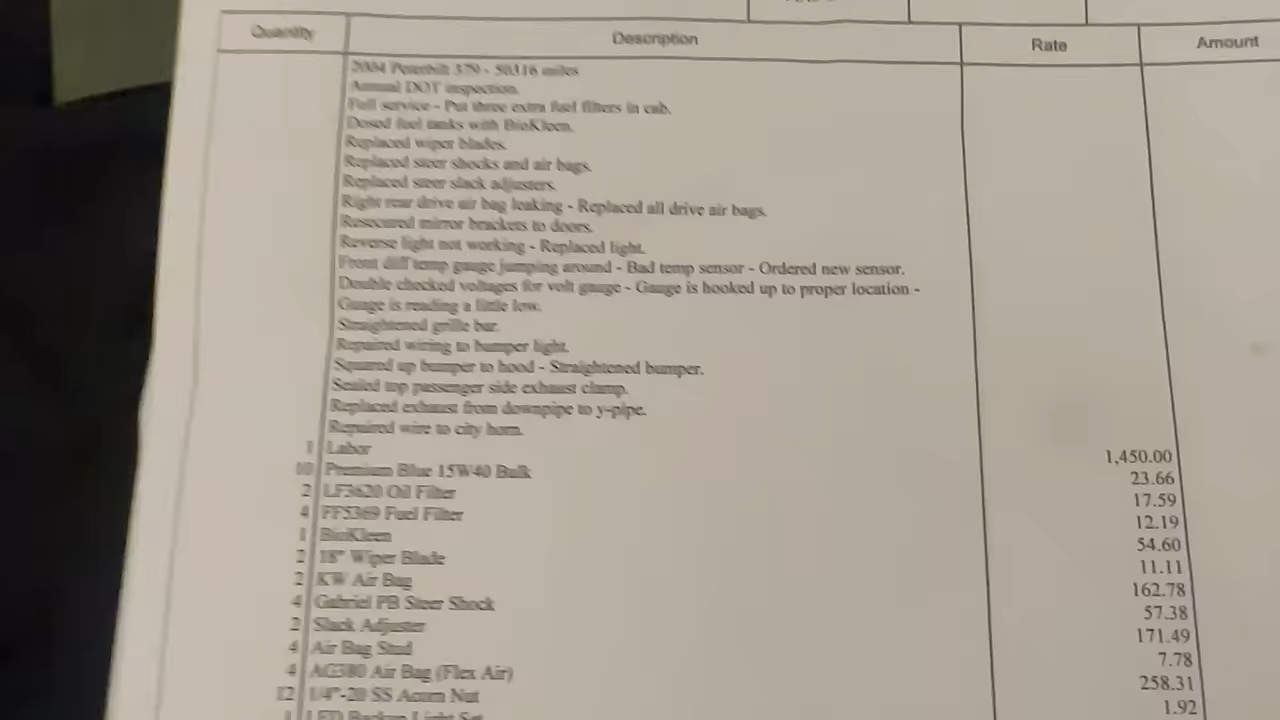 Quantity Description Rate Amount
2004 Peterbilt 379 - 50316 miles
Annual DOT inspection.
Full service - Put three extra fuel filters in cab.
Dosed fuel tanks with BioKleen.
Replaced wiper blades.
Replaced steer shocks and air bags.
Replaced steer slack adjusters.
Right rear drive air bag leaking - Replaced all drive air bags.
Resecured mirror brackets to doors.
Reverse light not working - Replaced light.
Front diff temp gauge jumping around - Bad temp sensor - Ordered new sensor.
Double checked voltages for volt gauge - Gauge is hooked up to proper location -
Gauge is reading a little low.
Straightened grille bar.
Repaired wiring to bumper light.
Squared up bumper to hood - Straightened bumper.
Sealed top passenger side exhaust clamp.
Replaced exhaust from downpipe to y-pipe.
Repaired wire to city horn.
1 Labor 1,450.00
10 Premium Blue 15W40 Bulk 23.66
2 LF3620 Oil Filter 17.59
4 FF5369 Fuel Filter 12.19
1 BioKleen 54.60
2 18" Wiper Blade 11.11
2 KW Air Bag 162.78
4 Gabriel PB Steer Shock 57.38
2 Slack Adjuster 171.49
4 Air Bag Stud 7.78
4 AG380 Air Bag (Flex Air) 258.31
12 1/4"-20 SS Acorn Nut 1.92
1 LED Backup Light Set